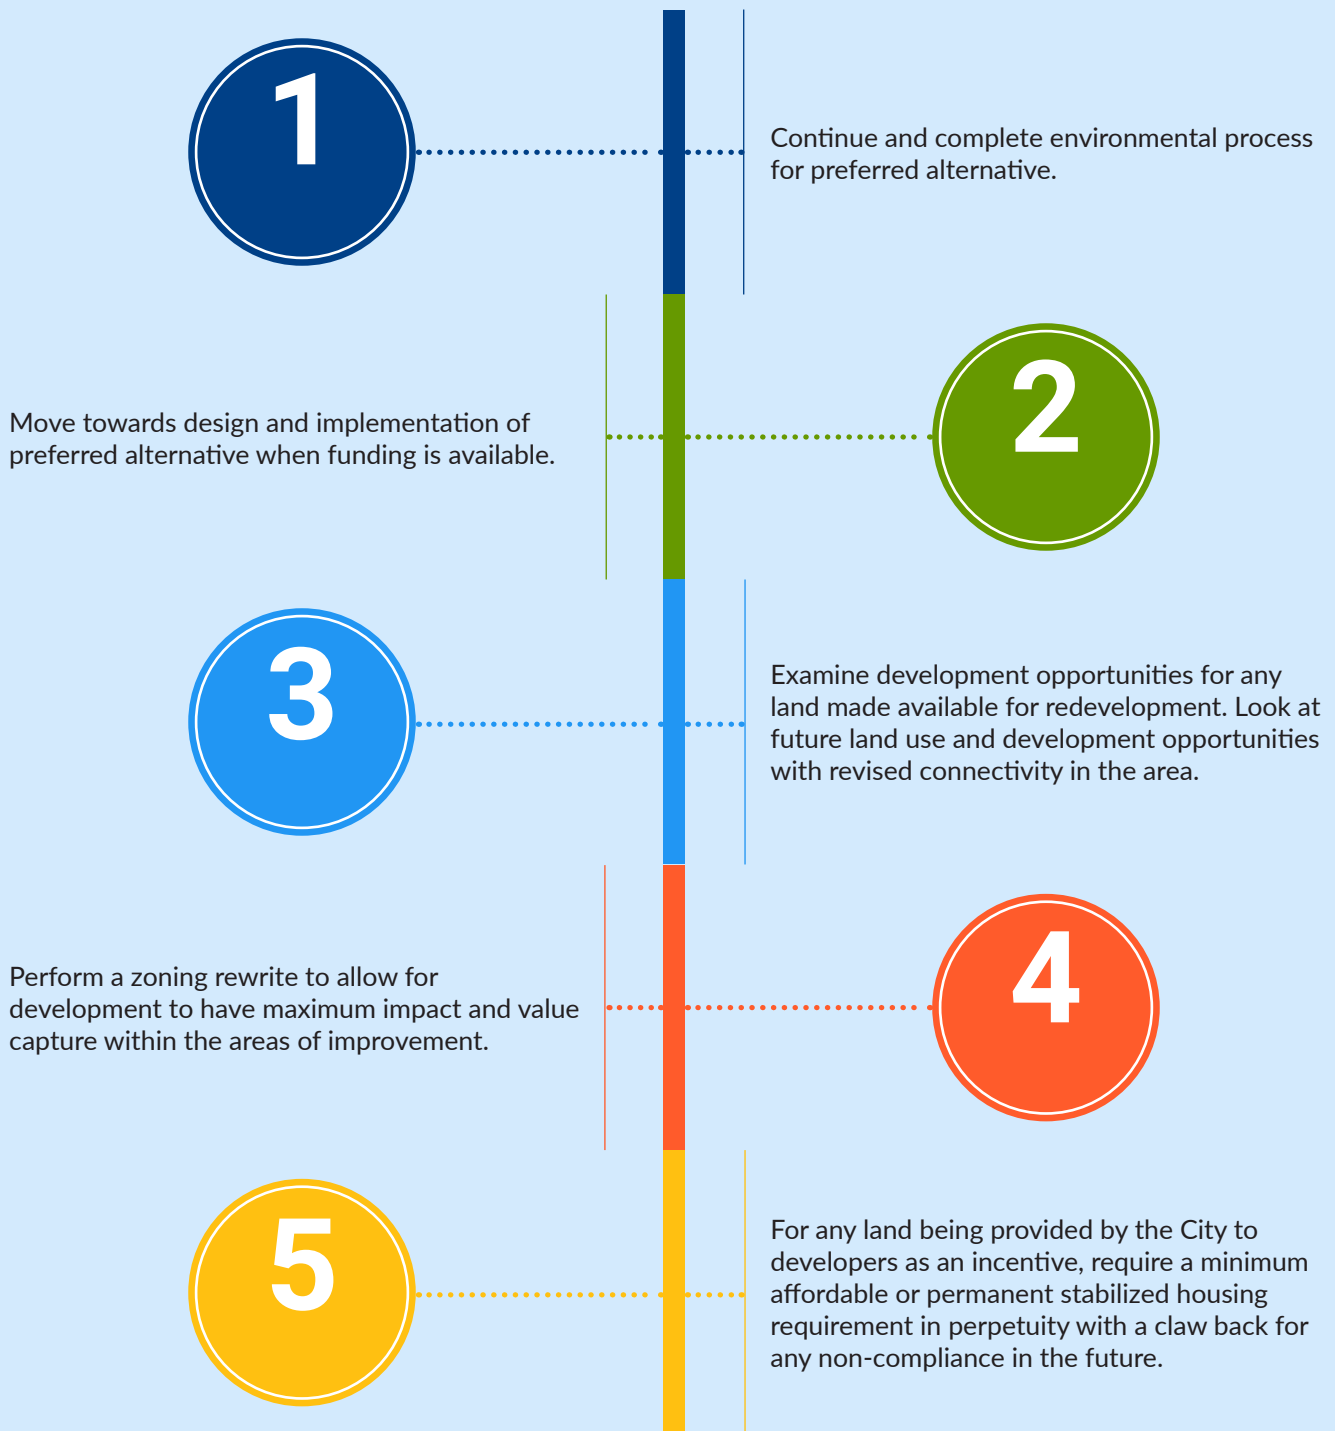 1
Continue and complete environmental process
for preferred alternative.
2
Move towards design and implementation of
preferred alternative when funding is available.
3
Examine development opportunities for any
land made available for redevelopment. Look at
future land use and development opportunities
with revised connectivity in the area.
4
Perform a zoning rewrite to allow for
development to have maximum impact and value
capture within the areas of improvement.
5
For any land being provided by the City to
developers as an incentive, require a minimum
affordable or permanent stabilized housing
requirement in perpetuity with a claw back for
any non-compliance in the future.